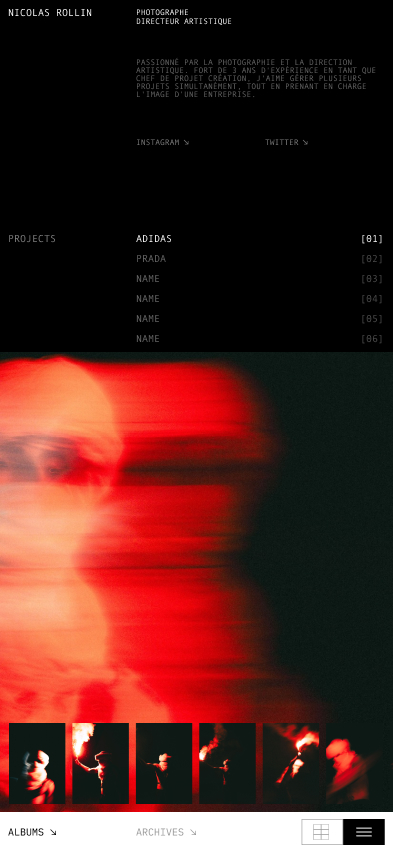 NICOLAS ROLLIN
PHOTOGRAPHE
DIRECTEUR ARTISTIQUE
PASSIONNÉ PAR LA PHOTOGRAPHIE ET LA DIRECTION
ARTISTIQUE. FORT DE 3 ANS D'EXPÉRIENCE EN TANT QUE
CHEF DE PROJET CRÉATION, J'AIME GÉRER PLUSIEURS
PROJETS SIMULTANÉMENT, TOUT EN PRENANT EN CHARGE
L'IMAGE D'UNE ENTREPRISE.
INSTAGRAM ↘ TWITTER ↘
PROJECTS ADIDAS [01]
PRADA [02]
NAME [03]
NAME [04]
NAME [05]
NAME [06]
ALBUMS ↘ ARCHIVES ↘